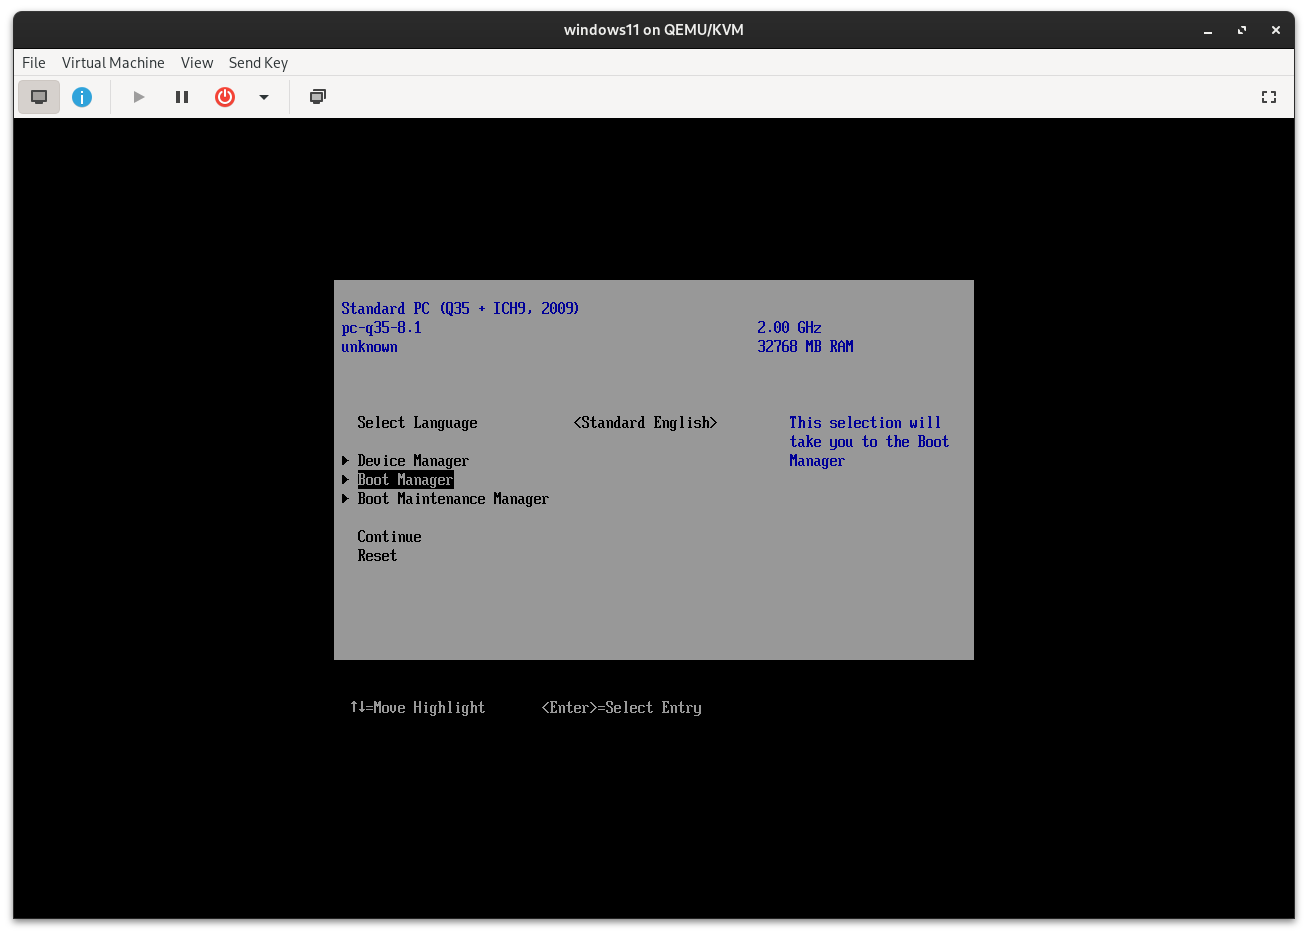 windows11 on QEMU/KVM
File Virtual Machine View Send Key
Standard PC (Q35 + ICH9, 2009)
pc-q35-8.1 2.00 GHz
unknown 32768 MB RAM
Select Language <Standard English> This selection will
take you to the Boot
Device Manager Manager
Boot Manager
Boot Maintenance Manager
Continue
Reset
↑↓=Move Highlight <Enter>=Select Entry